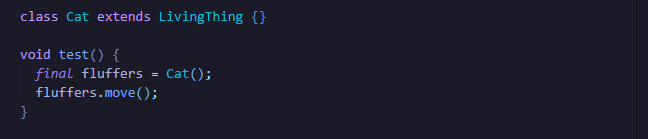 class Cat extends LivingThing {}
void test() {
final fluffers = Cat();
fluffers.move();
}